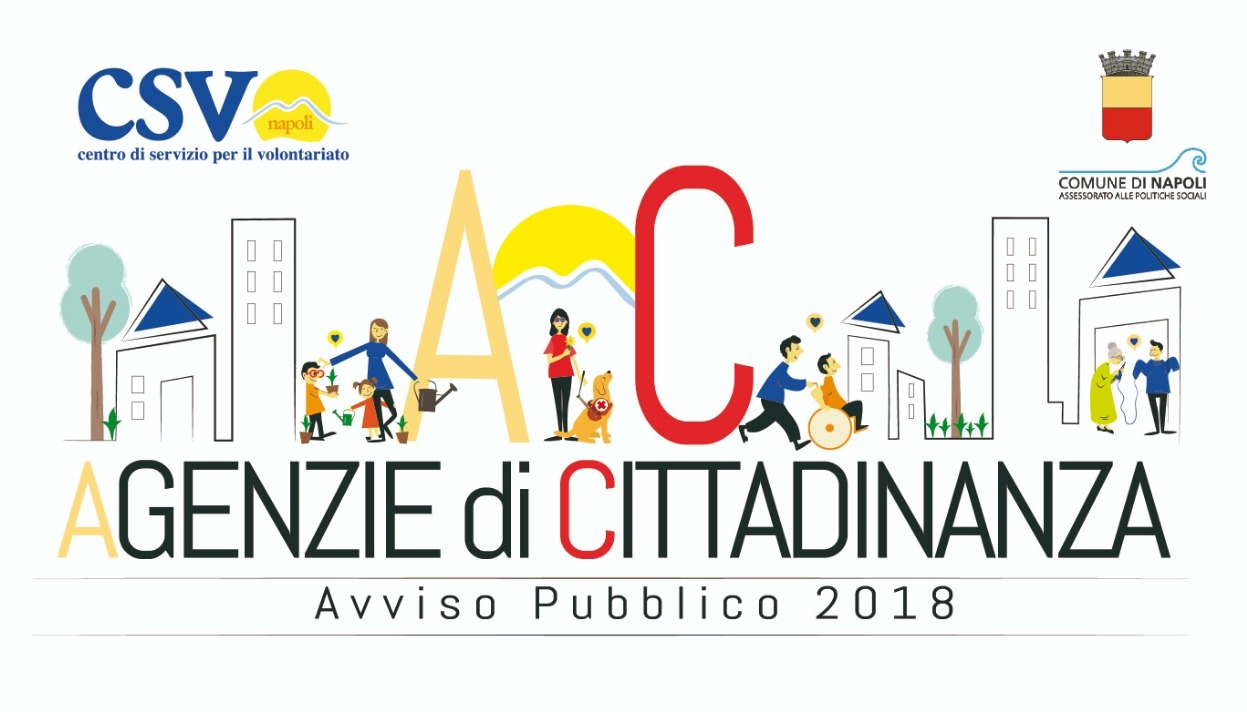 CSV
napoli
centro di servizio per il volontariato
COMUNE DI NAPOLI
ASSESSORATO ALLE POLITICHE SOCIALI
AC
AGENZIE di CITTADINANZA
Avviso Pubblico 2018